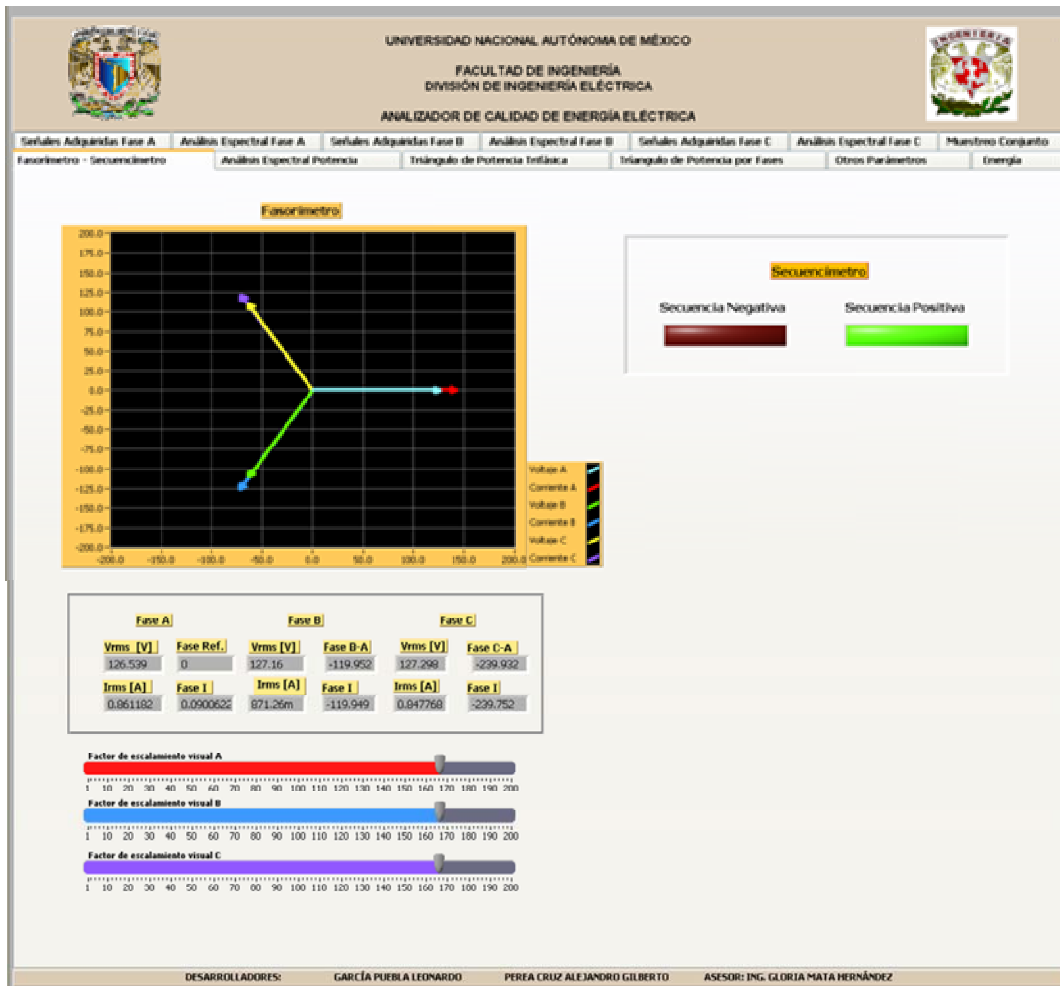 UNIVERSIDAD NACIONAL AUTÓNOMA DE MÉXICO
FACULTAD DE INGENIERÍA
DIVISIÓN DE INGENIERÍA ELÉCTRICA
ANALIZADOR DE CALIDAD DE ENERGÍA ELÉCTRICA
INGENIERIA
Señales Adquiridas Fase A Análisis Espectral Fase A Señales Adquiridas Fase B Análisis Espectral Fase B Señales Adquiridas Fase C Análisis Espectral Fase C Muestreo Conjunto
Fasorimetro - Secuencimetro Análisis Espectral Potencia Triángulo de Potencia Trifásica Triangulo de Potencia por Fases Otros Parámetros Energía
Fasorimetro
200.0
175.0
150.0
125.0
100.0
75.0
50.0
25.0
0.0
-25.0
-50.0
-75.0
-100.0
-125.0
-150.0
-175.0
-200.0
-200.0 -150.0 -100.0 -50.0 0.0 50.0 100.0 150.0 200.0
Voltaje A
Corriente A
Voltaje B
Corriente B
Voltaje C
Corriente C
Secuencimetro
Secuencia Negativa Secuencia Positiva
Fase A Fase B Fase C
Vrms [V] Fase Ref. Vrms [V] Fase B-A Vrms [V] Fase C-A
126.539 0 127.16 -119.952 127.298 -239.932
Irms [A] Fase I Irms [A] Fase I Irms [A] Fase I
0.861182 0.0900622 871.26m -119.949 0.847768 -239.752
Factor de escalamiento visual A
1 10 20 30 40 50 60 70 80 90 100 110 120 130 140 150 160 170 180 190 200
Factor de escalamiento visual B
1 10 20 30 40 50 60 70 80 90 100 110 120 130 140 150 160 170 180 190 200
Factor de escalamiento visual C
1 10 20 30 40 50 60 70 80 90 100 110 120 130 140 150 160 170 180 190 200
DESARROLLADORES: GARCÍA PUEBLA LEONARDO PEREA CRUZ ALEJANDRO GILBERTO ASESOR: ING. GLORIA MATA HERNÁNDEZ